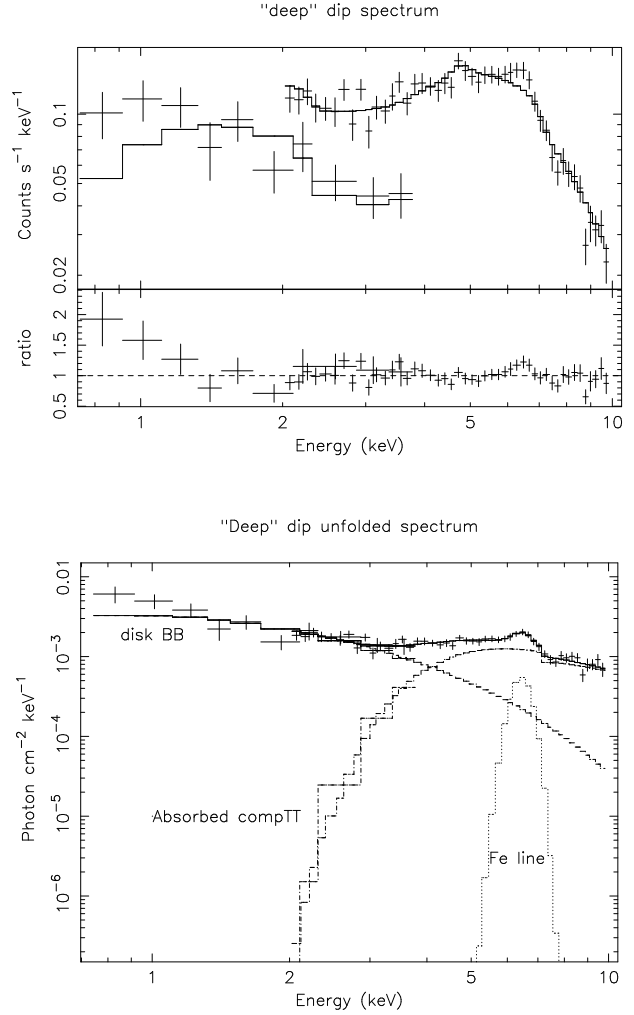 "deep" dip spectrum
Counts s⁻¹ keV⁻¹
0.1
0.05
0.02
ratio
2
1.5
1
0.5
1
2
5
10
Energy (keV)
"Deep" dip unfolded spectrum
Photon cm⁻² keV⁻¹
0.01
10⁻³
10⁻⁴
10⁻⁵
10⁻⁶
disk BB
Absorbed compTT
Fe line
1
2
5
10
Energy (keV)